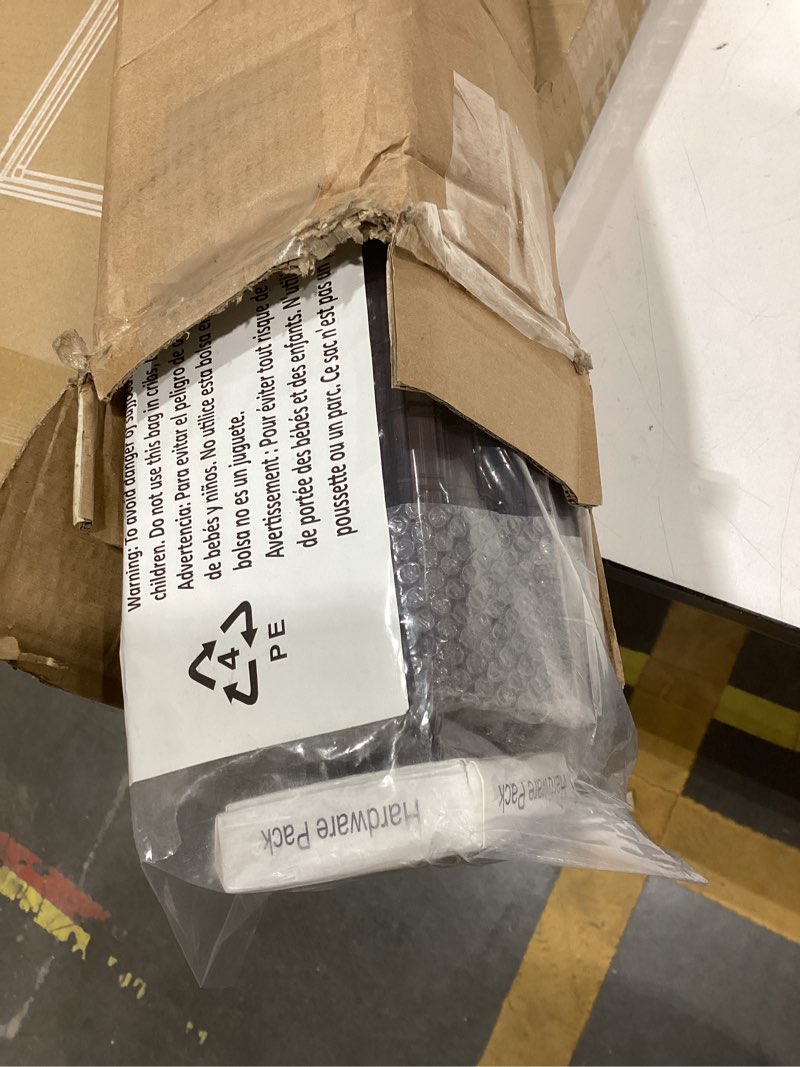 Warning: To avoid danger of
children. Do not use this bag in cribs,
Advertencia: Para evitar el peligro de
de bebés y niños. No utilice esta bolsa
bolsa no es un juguete.
Avertissement : Pour éviter tout risque de
de portée des bébés et des enfants.
poussette ou un parc. Ce sac n'est pas un
4
PE
Hardware Pack
Hardware Pack